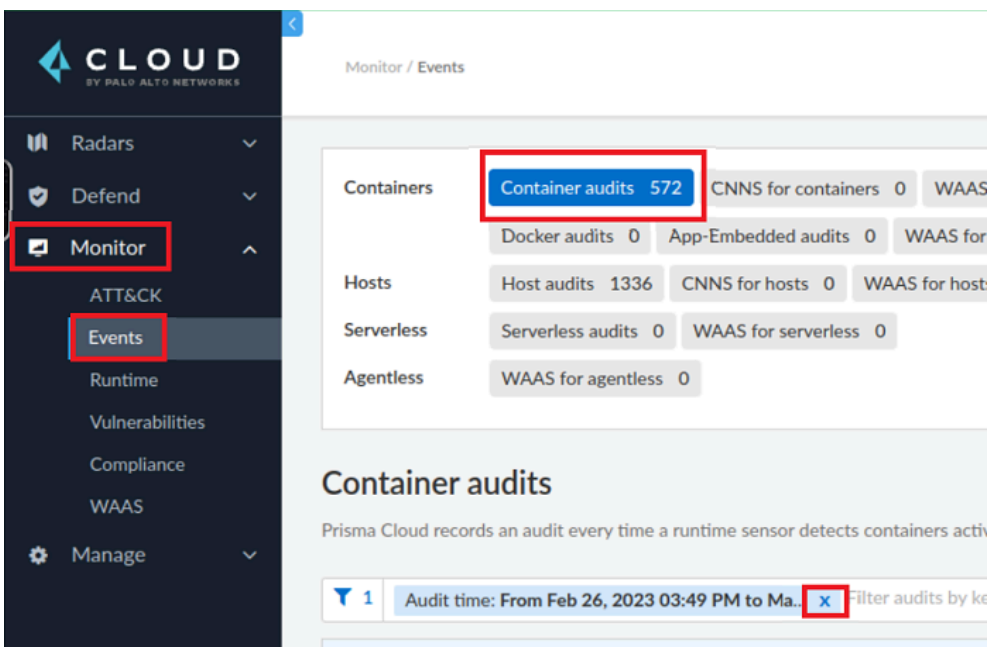 CLOUD
BY PALO ALTO NETWORKS
Monitor / Events
Radars
Defend
Monitor
ATT&CK
Events
Runtime
Vulnerabilities
Compliance
WAAS
Manage
Containers Container audits 572 CNNS for containers 0 WAAS
Docker audits 0 App-Embedded audits 0 WAAS for
Hosts Host audits 1336 CNNS for hosts 0 WAAS for hosts
Serverless Serverless audits 0 WAAS for serverless 0
Agentless WAAS for agentless 0
Container audits
Prisma Cloud records an audit every time a runtime sensor detects containers activ
1 Audit time: From Feb 26, 2023 03:49 PM to Ma... x Filter audits by ke